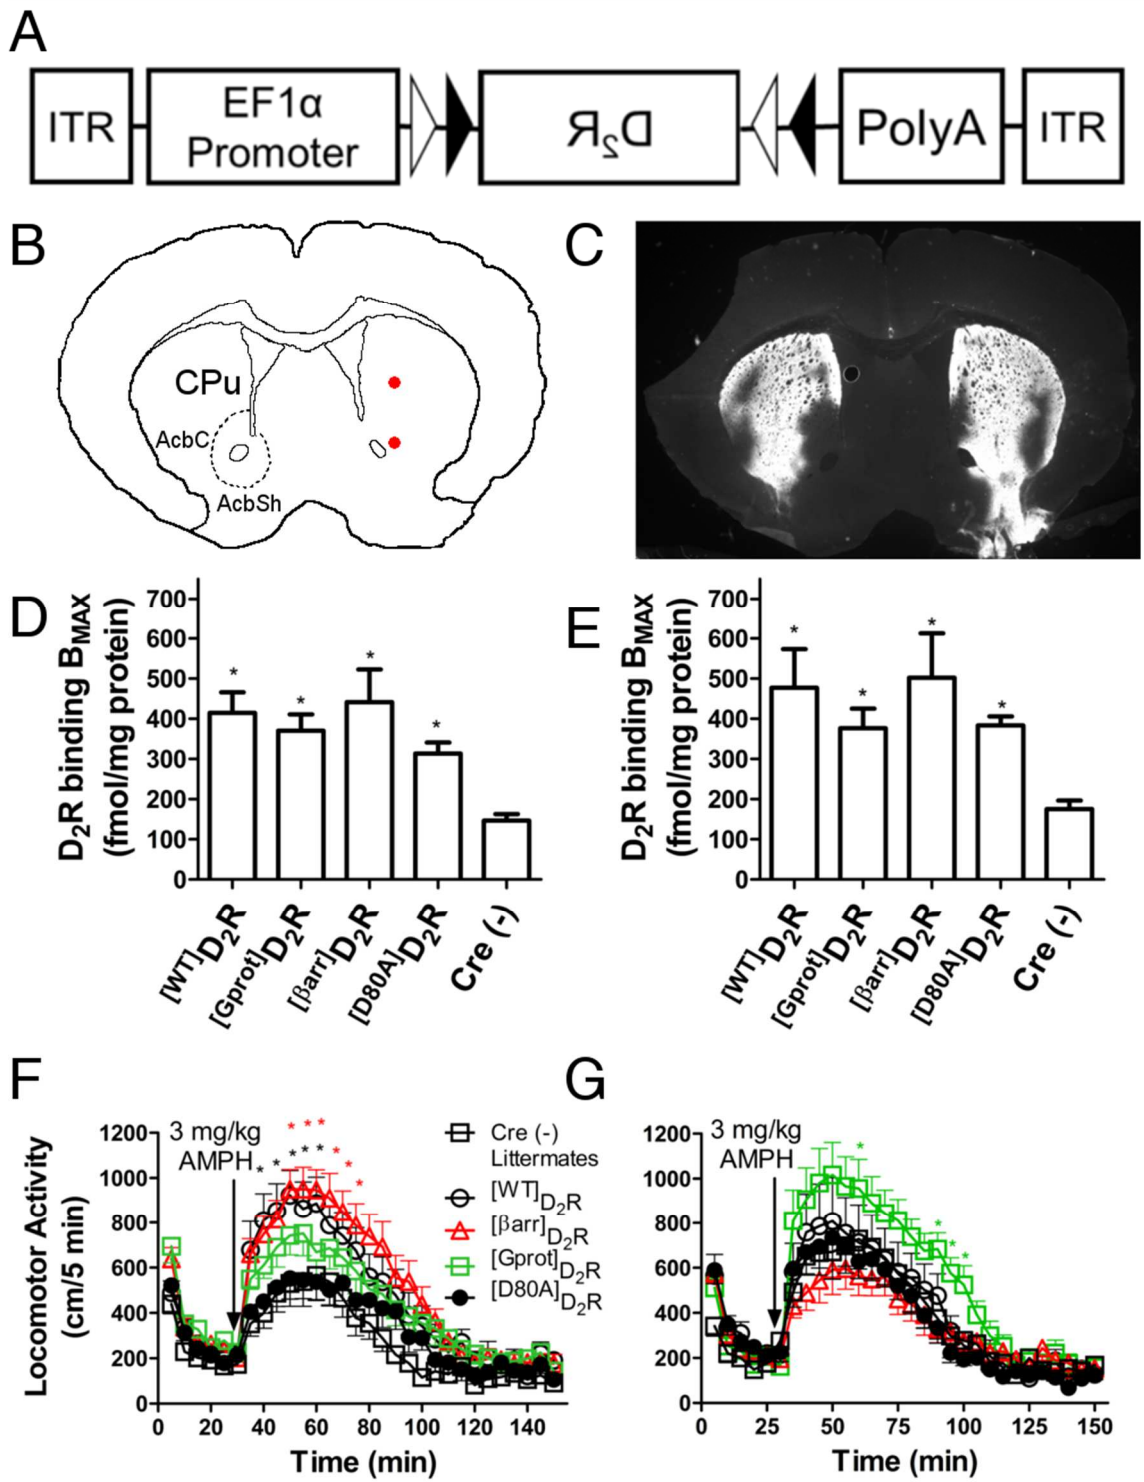 A
ITR
EF1α
Promoter
D₂R
PolyA
ITR
B
CPu
AcbC
AcbSh
C
D
D₂R binding B_MAX
(fmol/mg protein)
700
600
500
400
300
200
100
0
[WT]D₂R
[Gprot]D₂R
[βarr]D₂R
[D80A]D₂R
Cre (-)
* * * *
E
D₂R binding B_MAX
(fmol/mg protein)
700
600
500
400
300
200
100
0
[WT]D₂R
[Gprot]D₂R
[βarr]D₂R
[D80A]D₂R
Cre (-)
* * * *
F
Locomotor Activity
(cm/5 min)
1200
1000
800
600
400
200
0
3 mg/kg
AMPH
* * * * * *
* * * * *
0 20 40 60 80 100 120 140
Time (min)
Cre (-)
Littermates
[WT]D₂R
[βarr]D₂R
[Gprot]D₂R
[D80A]D₂R
G
1200
1000
800
600
400
200
0
3 mg/kg
AMPH
* * * *
0 25 50 75 100 125 150
Time (min)